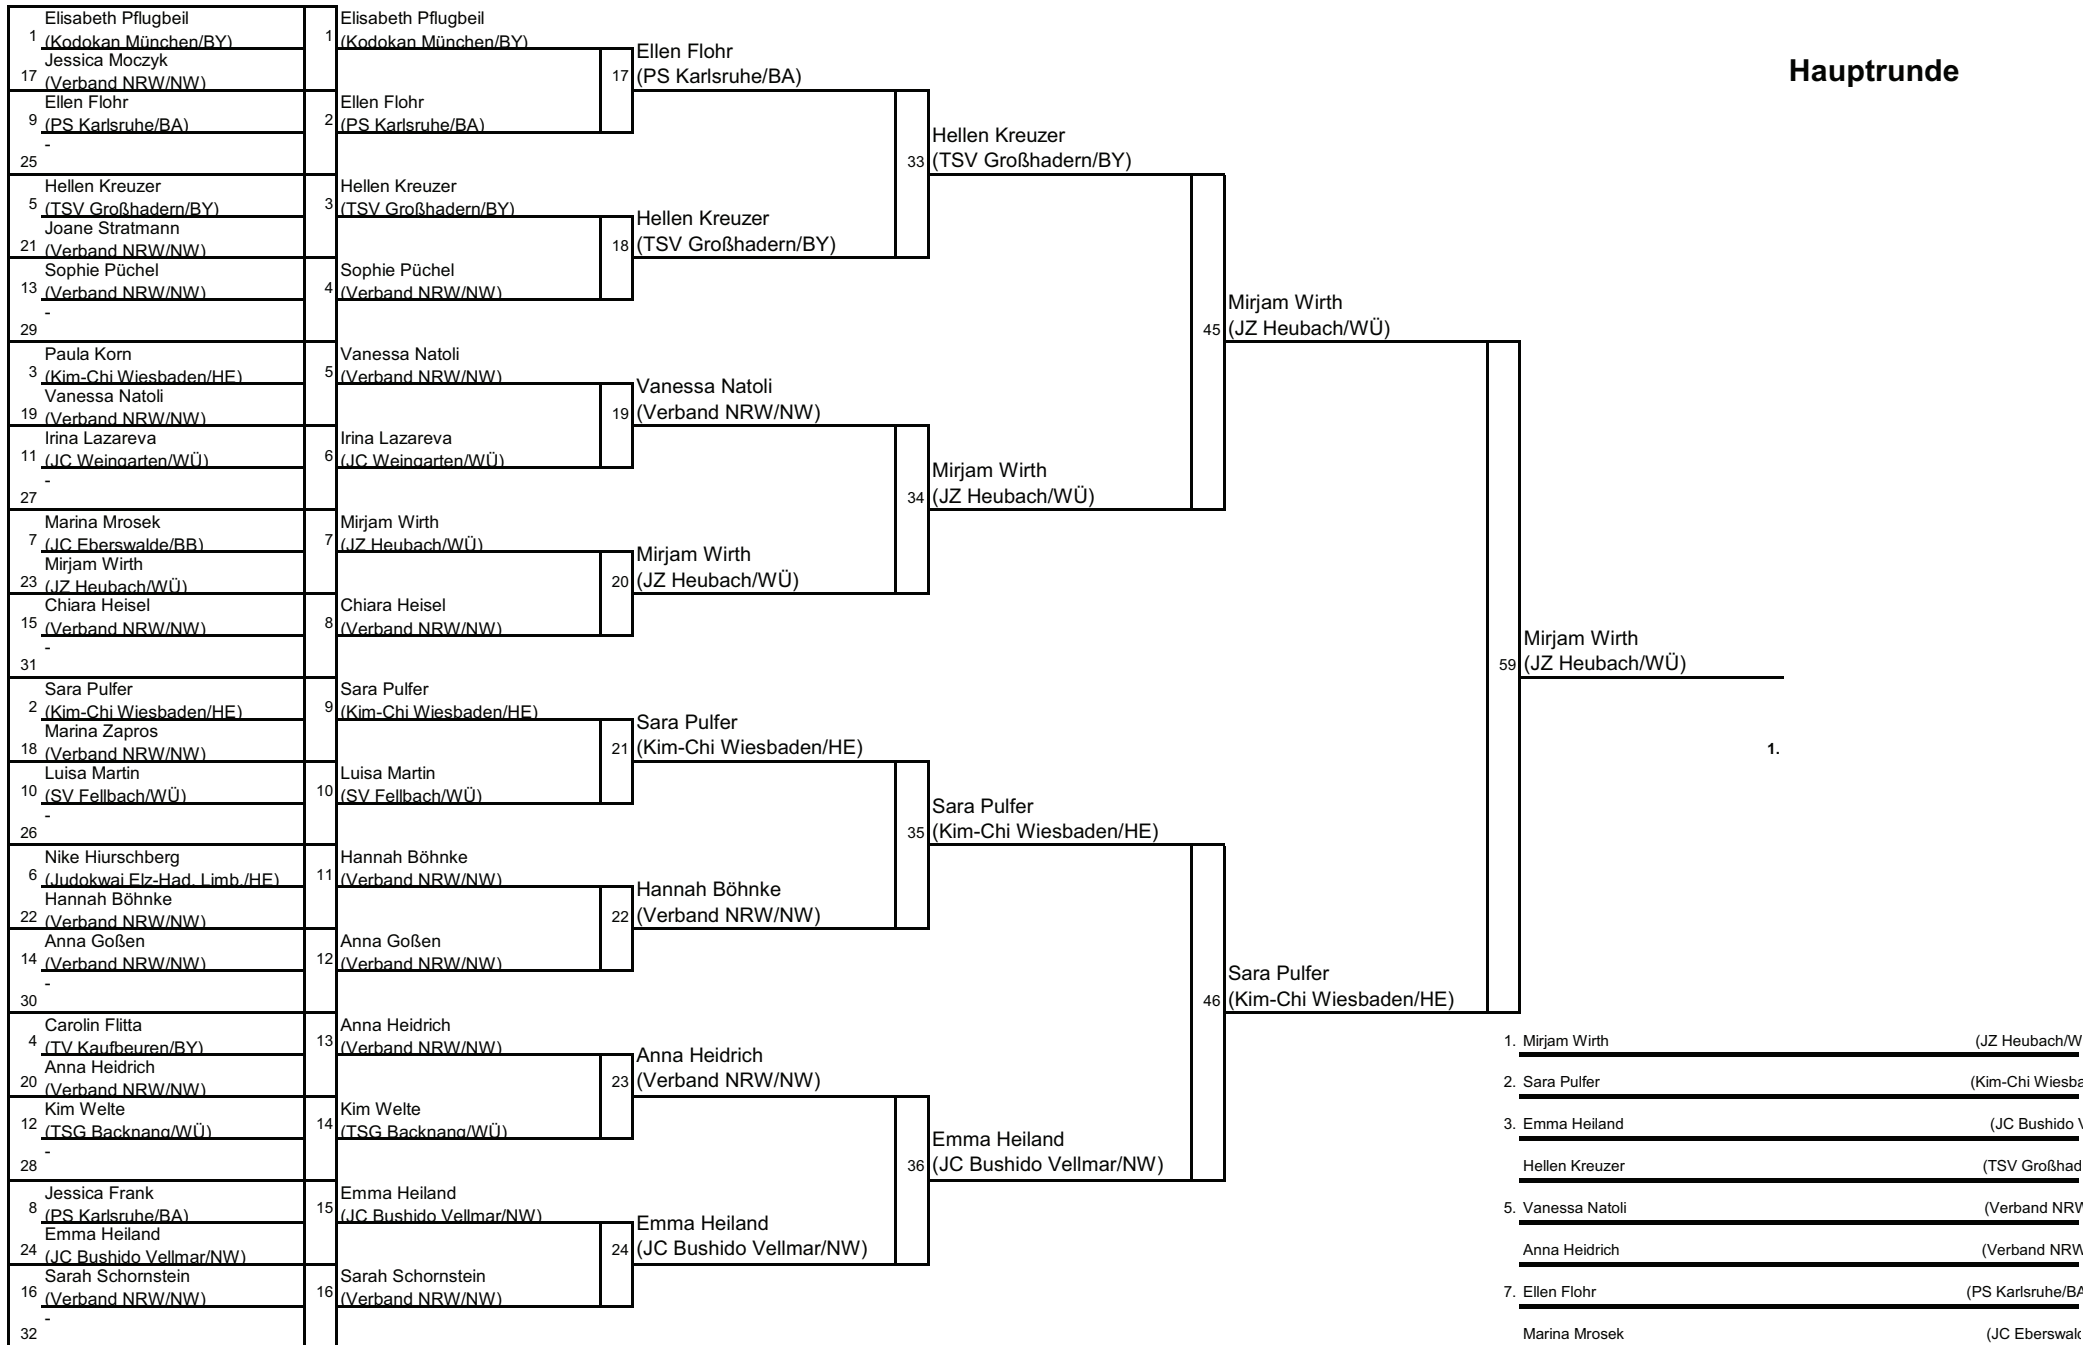 Hauptrunde
1 Elisabeth Pflugbeil
(Kodokan München/BY)
17 Jessica Moczyk
(Verband NRW/NW)
9 Ellen Flohr
(PS Karlsruhe/BA)
25 -
5 Hellen Kreuzer
(TSV Großhadern/BY)
21 Joane Stratmann
(Verband NRW/NW)
13 Sophie Püchel
(Verband NRW/NW)
29 -
3 Paula Korn
(Kim-Chi Wiesbaden/HE)
19 Vanessa Natoli
(Verband NRW/NW)
11 Irina Lazareva
(JC Weingarten/WÜ)
27 -
7 Marina Mrosek
(JC Eberswalde/BB)
23 Mirjam Wirth
(JZ Heubach/WÜ)
15 Chiara Heisel
(Verband NRW/NW)
31 -
2 Sara Pulfer
(Kim-Chi Wiesbaden/HE)
18 Marina Zapros
(Verband NRW/NW)
10 Luisa Martin
(SV Fellbach/WÜ)
26 -
6 Nike Hiurschberg
(Judokwai Elz-Had. Limb./HE)
22 Hannah Böhnke
(Verband NRW/NW)
14 Anna Goßen
(Verband NRW/NW)
30 -
4 Carolin Flitta
(TV Kaufbeuren/BY)
20 Anna Heidrich
(Verband NRW/NW)
12 Kim Welte
(TSG Backnang/WÜ)
28 -
8 Jessica Frank
(PS Karlsruhe/BA)
24 Emma Heiland
(JC Bushido Vellmar/NW)
16 Sarah Schornstein
(Verband NRW/NW)
32 -
1 Elisabeth Pflugbeil
(Kodokan München/BY)
2 Ellen Flohr
(PS Karlsruhe/BA)
3 Hellen Kreuzer
(TSV Großhadern/BY)
4 Sophie Püchel
(Verband NRW/NW)
5 Vanessa Natoli
(Verband NRW/NW)
6 Irina Lazareva
(JC Weingarten/WÜ)
7 Mirjam Wirth
(JZ Heubach/WÜ)
8 Chiara Heisel
(Verband NRW/NW)
9 Sara Pulfer
(Kim-Chi Wiesbaden/HE)
10 Luisa Martin
(SV Fellbach/WÜ)
11 Hannah Böhnke
(Verband NRW/NW)
12 Anna Goßen
(Verband NRW/NW)
13 Anna Heidrich
(Verband NRW/NW)
14 Kim Welte
(TSG Backnang/WÜ)
15 Emma Heiland
(JC Bushido Vellmar/NW)
16 Sarah Schornstein
(Verband NRW/NW)
17 Ellen Flohr
(PS Karlsruhe/BA)
18 Hellen Kreuzer
(TSV Großhadern/BY)
19 Vanessa Natoli
(Verband NRW/NW)
20 Mirjam Wirth
(JZ Heubach/WÜ)
21 Sara Pulfer
(Kim-Chi Wiesbaden/HE)
22 Hannah Böhnke
(Verband NRW/NW)
23 Anna Heidrich
(Verband NRW/NW)
24 Emma Heiland
(JC Bushido Vellmar/NW)
33 Hellen Kreuzer
(TSV Großhadern/BY)
34 Mirjam Wirth
(JZ Heubach/WÜ)
35 Sara Pulfer
(Kim-Chi Wiesbaden/HE)
36 Emma Heiland
(JC Bushido Vellmar/NW)
45 Mirjam Wirth
(JZ Heubach/WÜ)
46 Sara Pulfer
(Kim-Chi Wiesbaden/HE)
59 Mirjam Wirth
(JZ Heubach/WÜ)
1.
1. Mirjam Wirth (JZ Heubach/W
2. Sara Pulfer (Kim-Chi Wiesba
3. Emma Heiland (JC Bushido V
Hellen Kreuzer (TSV Großhad
5. Vanessa Natoli (Verband NRW
Anna Heidrich (Verband NRW
7. Ellen Flohr (PS Karlsruhe/BA
Marina Mrosek (JC Eberswald